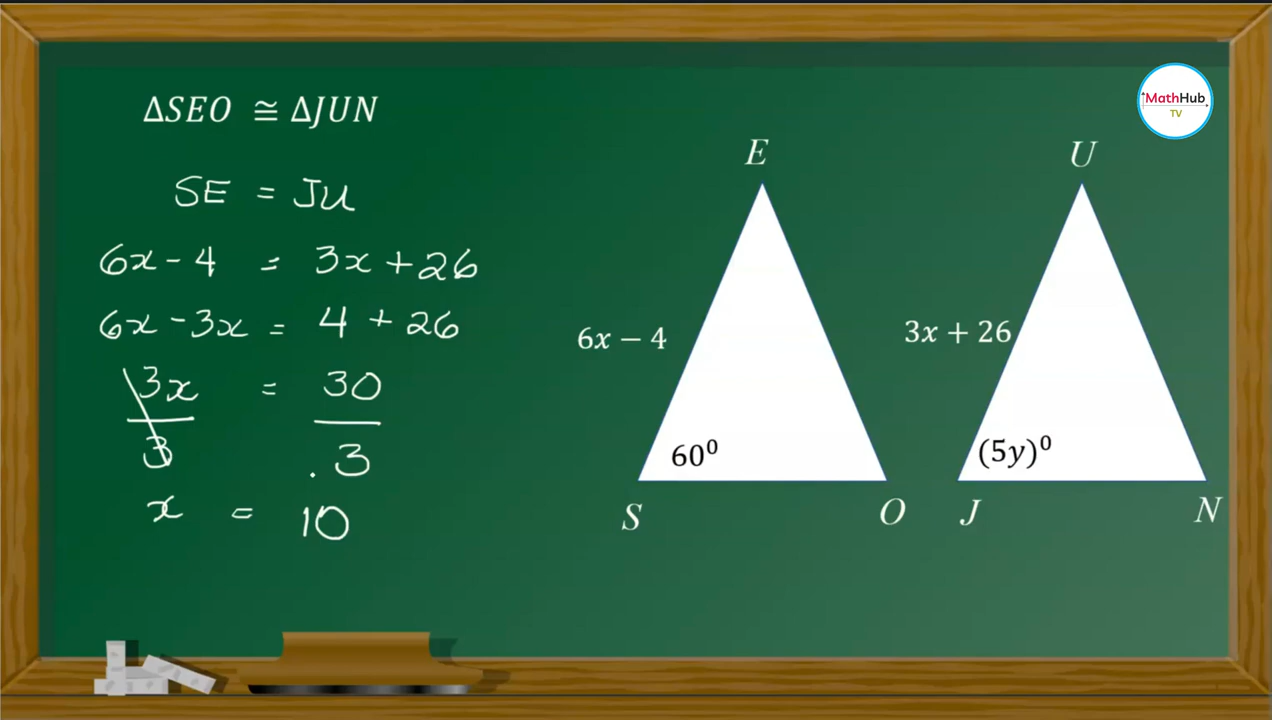 ΔSEO ≅ ΔJUN
SE = JU
6x - 4 = 3x + 26
6x - 3x = 4 + 26
3x = 30
3 . 3
x = 10
MathHub
TV
E
U
6x − 4
3x + 26
60⁰
(5y)⁰
S
O
J
N